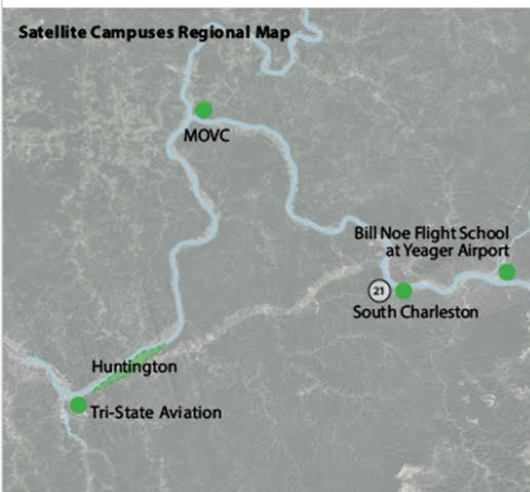 Satellite Campuses Regional Map
MOVC
Bill Noe Flight School
at Yeager Airport
21
South Charleston
Huntington
Tri-State Aviation